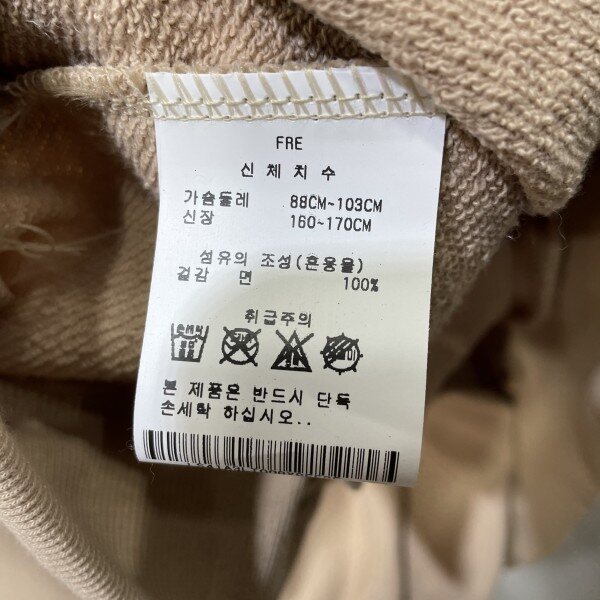 FRE
신체치수
가슴둘레 88CM~103CM
신장 160~170CM
섬유의 조성(혼용율)
겉감 면 100%
취급주의
본 제품은 반드시 단독
손세탁 하십시오..